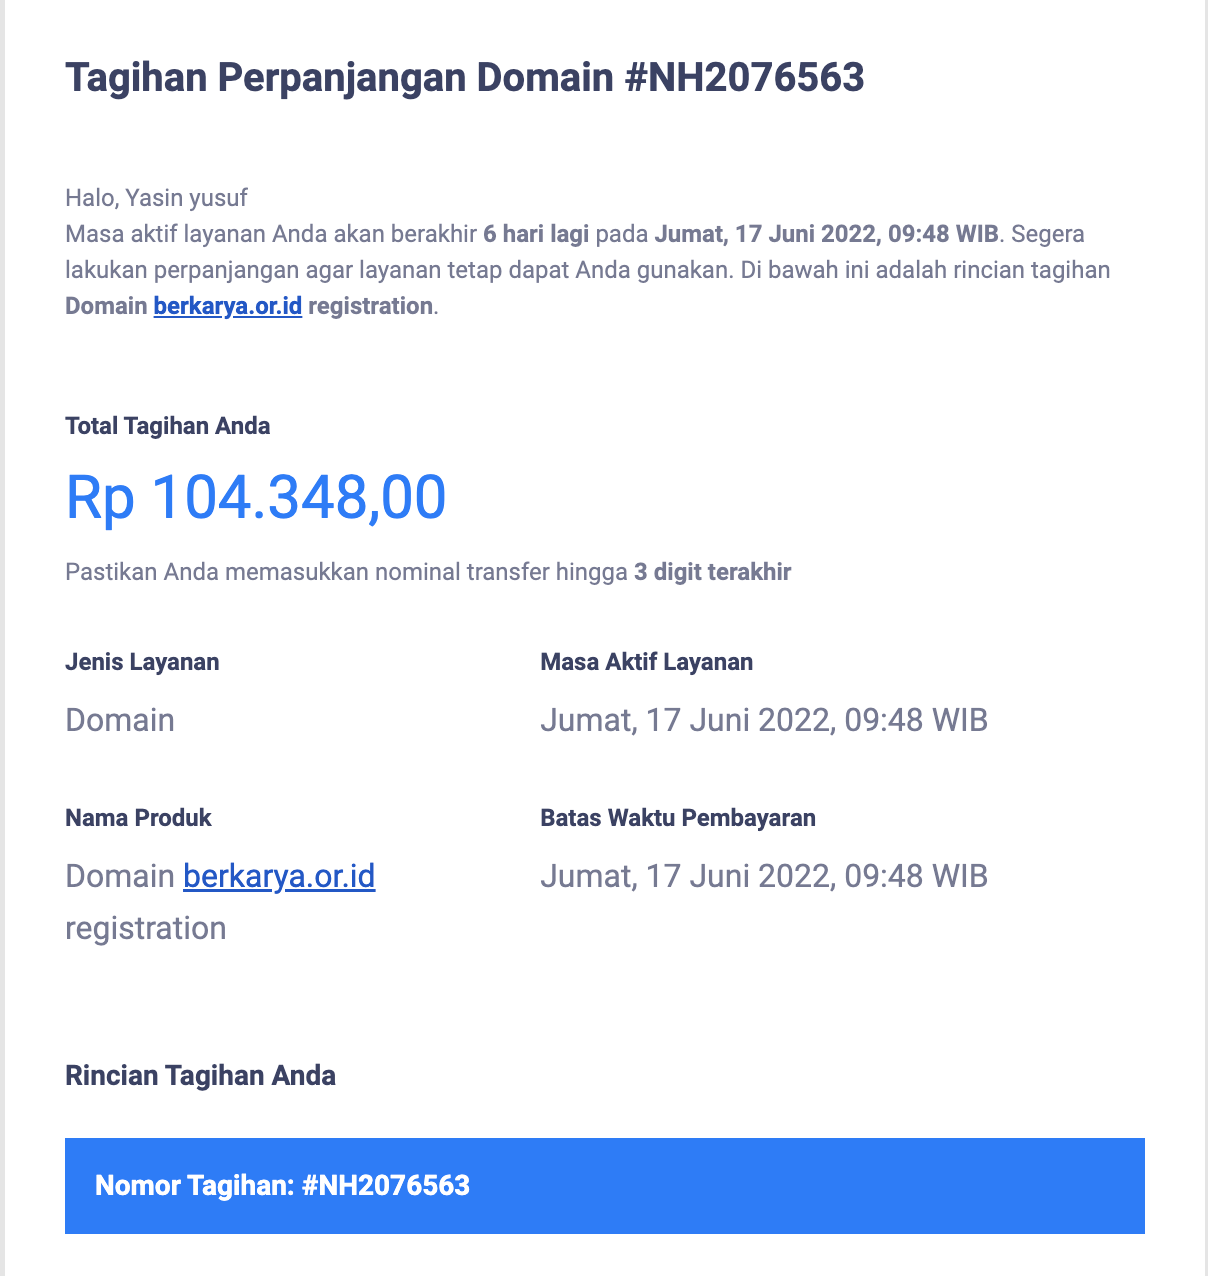 Tagihan Perpanjangan Domain #NH2076563
Halo, Yasin yusuf
Masa aktif layanan Anda akan berakhir 6 hari lagi pada Jumat, 17 Juni 2022, 09:48 WIB. Segera
lakukan perpanjangan agar layanan tetap dapat Anda gunakan. Di bawah ini adalah rincian tagihan
Domain berkarya.or.id registration.
Total Tagihan Anda
Rp 104.348,00
Pastikan Anda memasukkan nominal transfer hingga 3 digit terakhir
Jenis Layanan
Domain
Masa Aktif Layanan
Jumat, 17 Juni 2022, 09:48 WIB
Nama Produk
Domain berkarya.or.id
registration
Batas Waktu Pembayaran
Jumat, 17 Juni 2022, 09:48 WIB
Rincian Tagihan Anda
Nomor Tagihan: #NH2076563